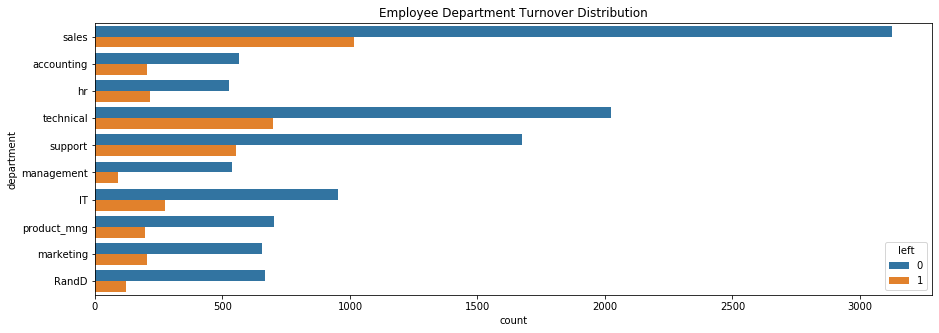 Employee Department Turnover Distribution
department
sales
accounting
hr
technical
support
management
IT
product_mng
marketing
RandD
left
0
1
0 500 1000 1500 2000 2500 3000
count